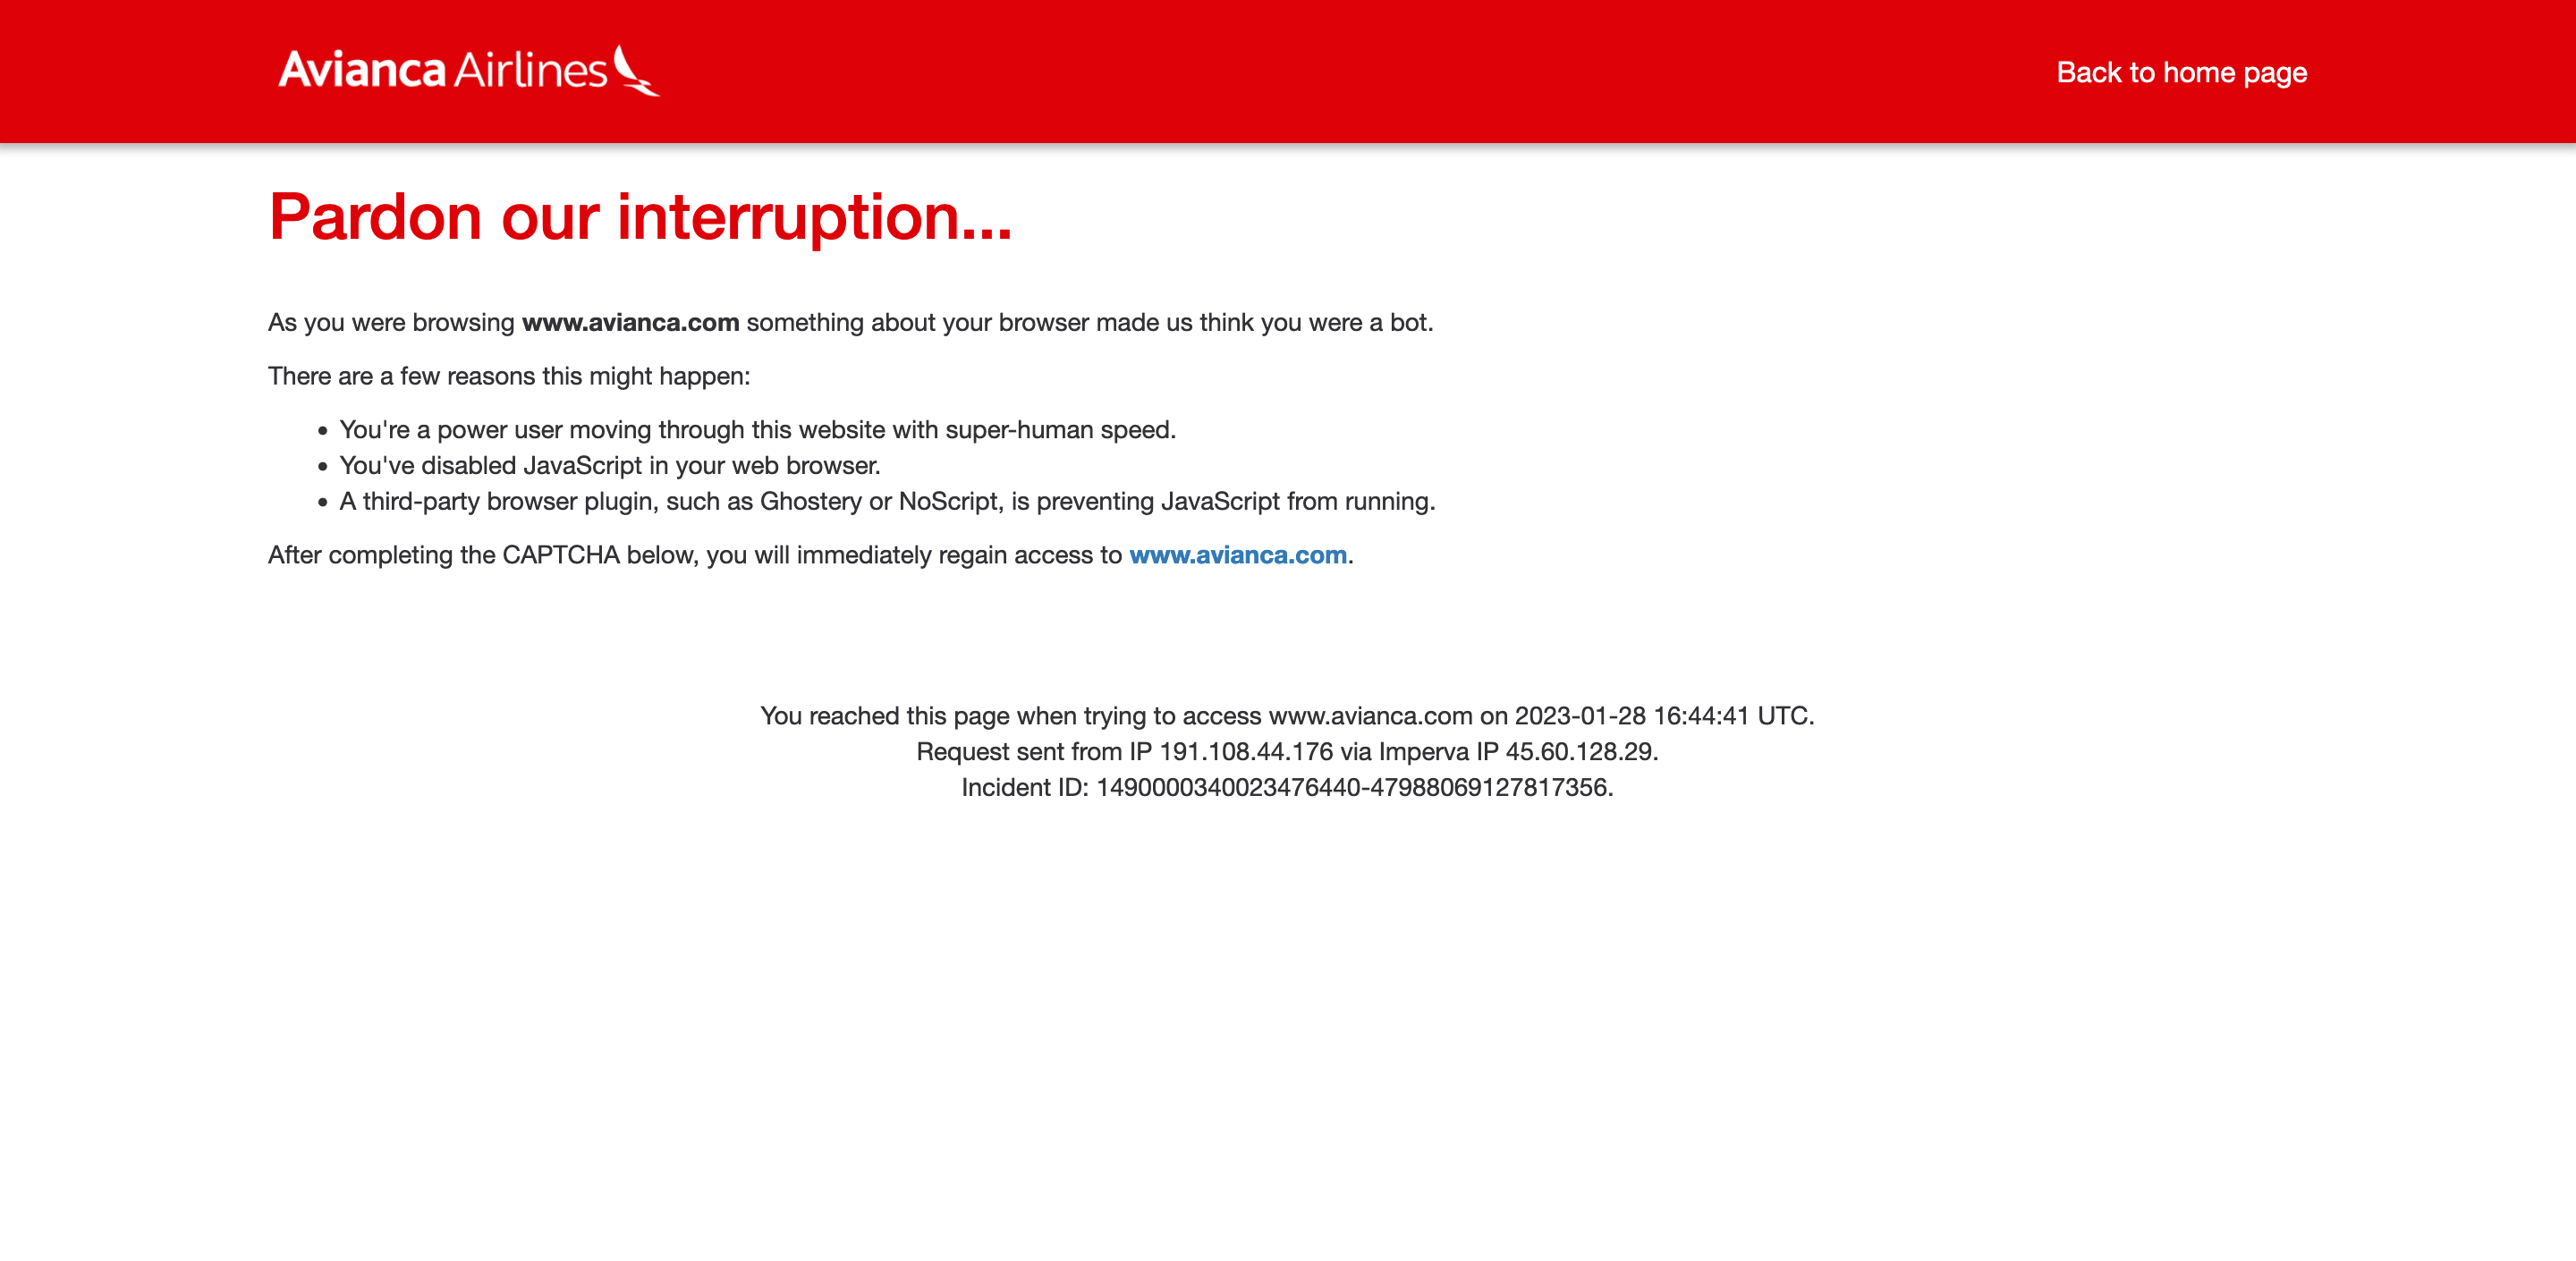 Avianca Airlines
Back to home page
Pardon our interruption...
As you were browsing www.avianca.com something about your browser made us think you were a bot.
There are a few reasons this might happen:
• You're a power user moving through this website with super-human speed.
• You've disabled JavaScript in your web browser.
• A third-party browser plugin, such as Ghostery or NoScript, is preventing JavaScript from running.
After completing the CAPTCHA below, you will immediately regain access to www.avianca.com.
You reached this page when trying to access www.avianca.com on 2023-01-28 16:44:41 UTC.
Request sent from IP 191.108.44.176 via Imperva IP 45.60.128.29.
Incident ID: 1490000340023476440-47988069127817356.